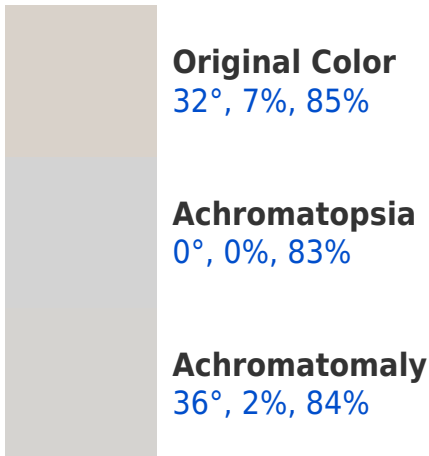 Original Color
32°, 7%, 85%
Achromatopsia
0°, 0%, 83%
Achromatomaly
36°, 2%, 84%